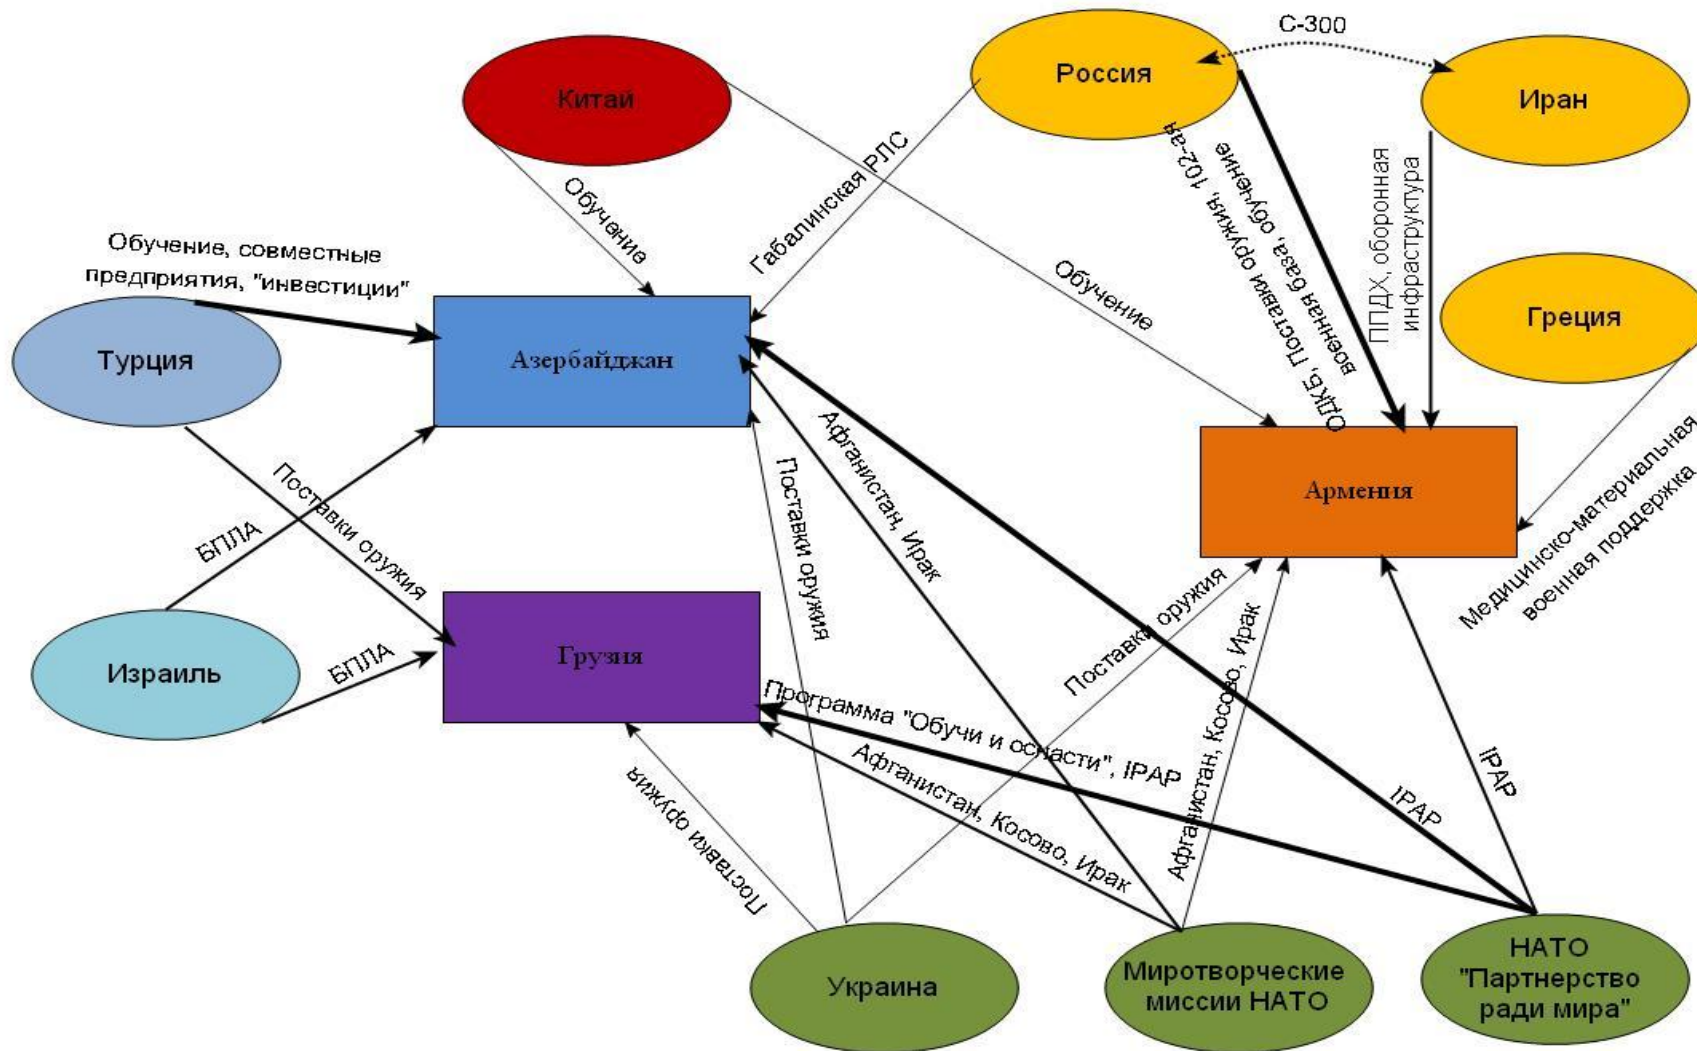 С-300
Китай
Россия
Иран
Обучение
Габалинская РЛС
ОДКБ, Поставки оружия, 102-ая
военная база, обучение
ППДХ, оборонная
инфраструктура
Обучение, совместные
предприятия, "инвестиции"
Обучение
Греция
Турция
Азербайджан
Армения
Медицинско-материальная
военная поддержка
Поставки оружия
БПЛА
Поставки оружия
Афганистан, Ирак
Израиль
БПЛА
Грузия
Поставки оружия
Афганистан, Косово, Ирак
Программа "Обучи и оснасти", IPAP
Афганистан, Косово, Ирак
IPAP
IPAP
Поставки оружия
Украина
Миротворческие
миссии НАТО
НАТО
"Партнерство
ради мира"